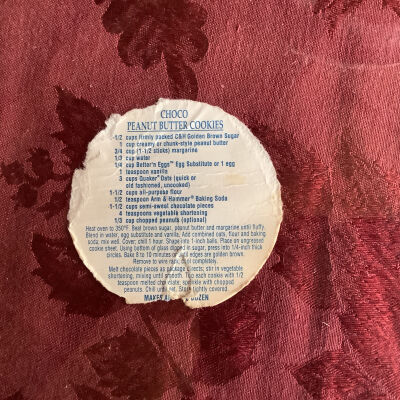 CHOCO
PEANUT BUTTER COOKIES
-1/2 cups firmly packed C&H Golden Brown Sugar
1 cup creamy or chunk-style peanut butter
3/4 cup (1-1/2 sticks) margarine
1/3 cup water
1/4 cup Better'n Eggs™ Egg Substitute or 1 egg
1 teaspoon vanilla
3 cups Quaker® Oats (quick or
old fashioned, uncooked)
1-1/2 cups all-purpose flour
1/2 teaspoon Arm & Hammer® Baking Soda
1-1/2 cups semi-sweet chocolate pieces
4 teaspoons vegetable shortening
1/3 cup chopped peanuts (optional)
Heat oven to 350°. Beat brown sugar, peanut butter and margarine until fluffy.
Blend in water, egg substitute and vanilla. Add combined oats, flour and baking
soda; mix well. Cover; chill 1 hour. Shape into 1-inch balls. Place on ungreased
cookie sheet. Using bottom of glass dipped in sugar, press into 1/4-inch thick
circles. Bake 8 to 10 minutes or until edges are golden brown.
Remove to wire rack; cool completely.
Melt chocolate pieces as package directs; stir in vegetable
shortening, mixing until smooth. Top each cookie with 1/2
teaspoon melted chocolate; sprinkle with chopped
peanuts. Chill until set. Store tightly covered.
MAKES DOZEN